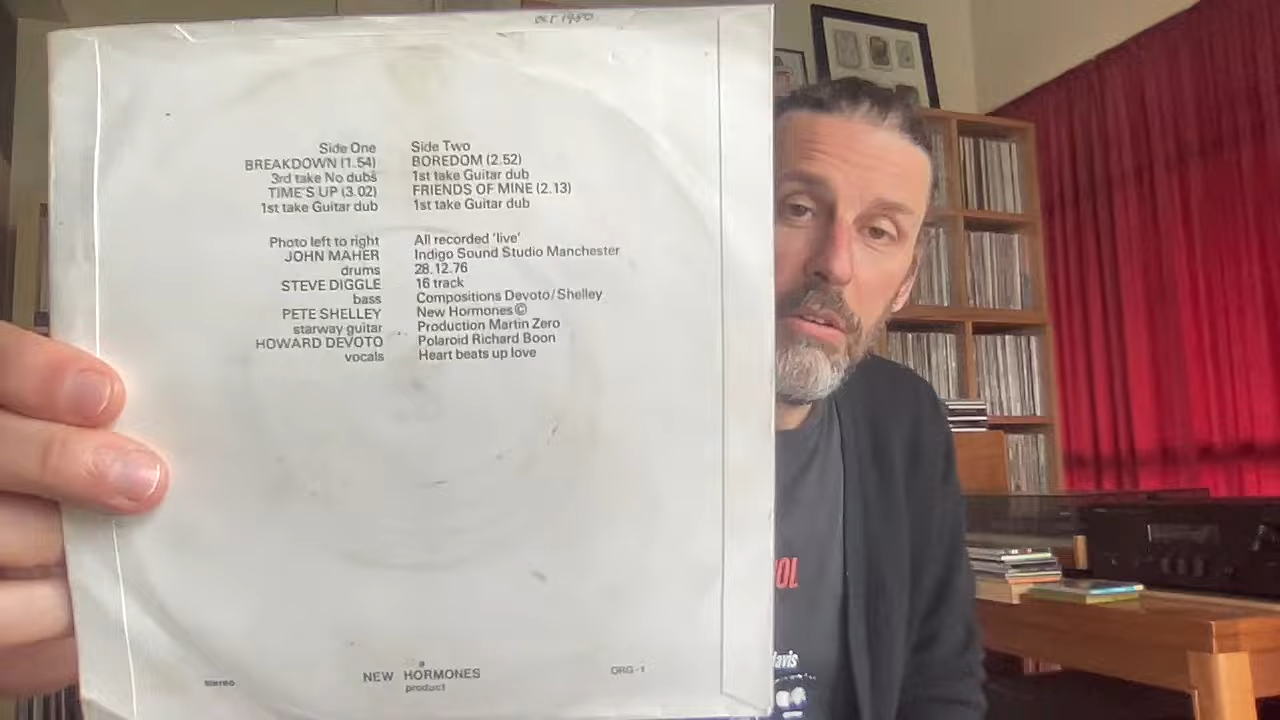 OCT 1980
Side One
BREAKDOWN (1.54)
3rd take No dubs
TIME'S UP (3.02)
1st take Guitar dub
Side Two
BOREDOM (2.52)
1st take Guitar dub
FRIENDS OF MINE (2.13)
1st take Guitar dub
Photo left to right
JOHN MAHER
drums
STEVE DIGGLE
bass
PETE SHELLEY
starway guitar
HOWARD DEVOTO
vocals
All recorded 'live'
Indigo Sound Studio Manchester
28.12.76
16 track
Compositions Devoto/Shelley
New Hormones©
Production Martin Zero
Polaroid Richard Boon
Heart beats up love
stereo
a
NEW HORMONES
product
ORG-1
OL
avis